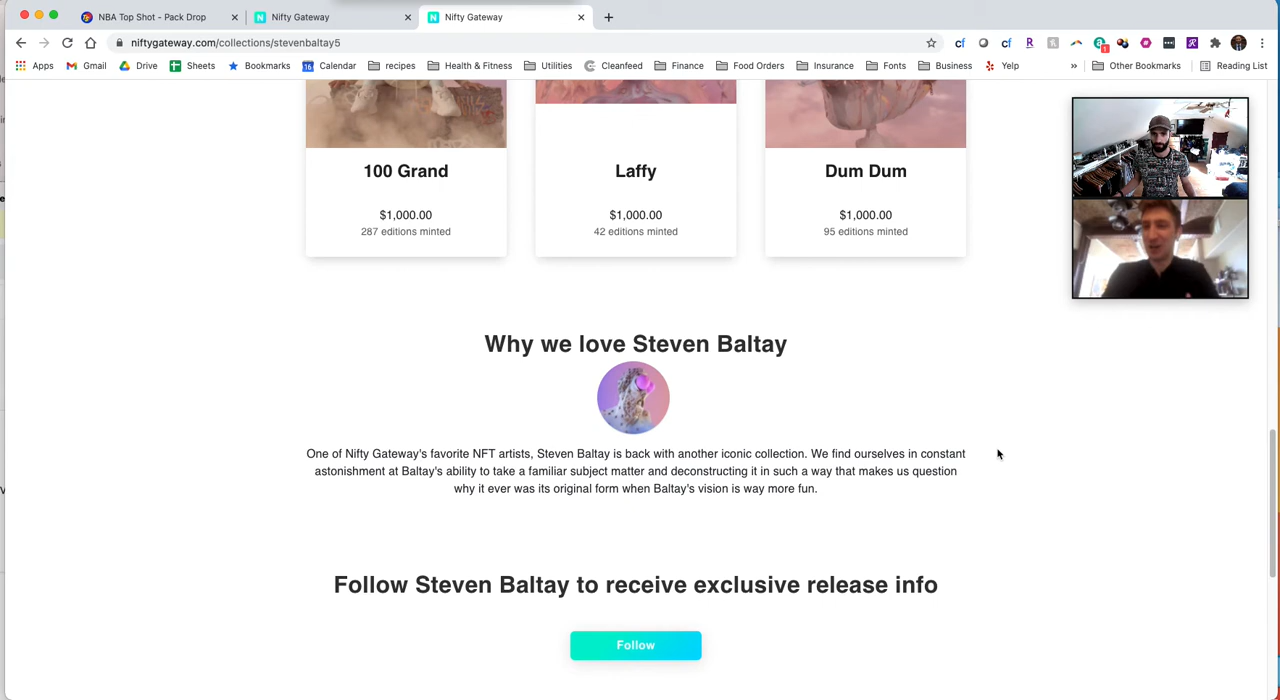 NBA Top Shot - Pack Drop
Nifty Gateway
Nifty Gateway
niftygateway.com/collections/stevenbaltay5
Apps Gmail Drive Sheets Bookmarks 16 Calendar recipes Health & Fitness Utilities Cleanfeed Finance Food Orders Insurance Fonts Business Yelp » Other Bookmarks Reading List
100 Grand
$1,000.00
287 editions minted
Laffy
$1,000.00
42 editions minted
Dum Dum
$1,000.00
95 editions minted
Why we love Steven Baltay
One of Nifty Gateway's favorite NFT artists, Steven Baltay is back with another iconic collection. We find ourselves in constant
astonishment at Baltay's ability to take a familiar subject matter and deconstructing it in such a way that makes us question
why it ever was its original form when Baltay's vision is way more fun.
Follow Steven Baltay to receive exclusive release info
Follow